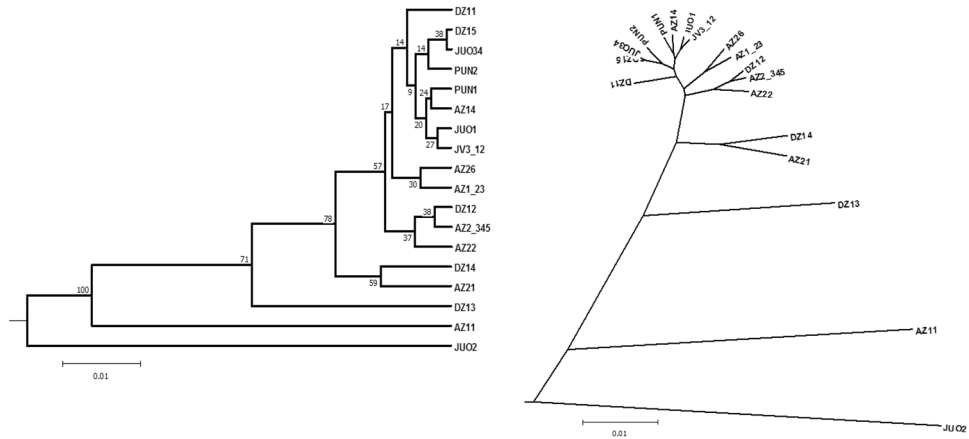 DZ11
DZ15
JUO34
PUN2
PUN1
AZ14
JUO1
JV3_12
AZ26
AZ1_23
DZ12
AZ2_345
AZ22
DZ14
AZ21
DZ13
AZ11
JUO2
14
38
14
9
24
17
20
27
57
30
38
37
78
59
71
100
0.01
PUN1
AZ14
JUO1
JV3_12
PUN2
JUO34
AZ26
AZ1_23
DZ12
AZ2_345
AZ22
DZ11
DZ14
AZ21
DZ13
AZ11
JUO2
0.01